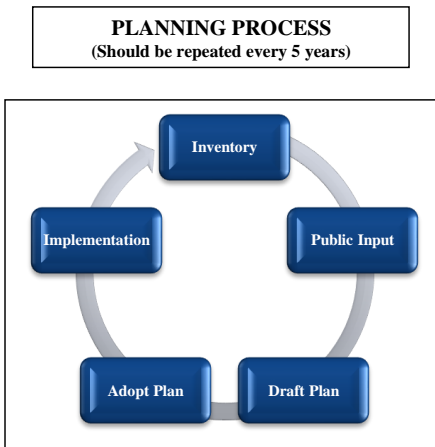 PLANNING PROCESS
(Should be repeated every 5 years)
Inventory
Public Input
Draft Plan
Adopt Plan
Implementation